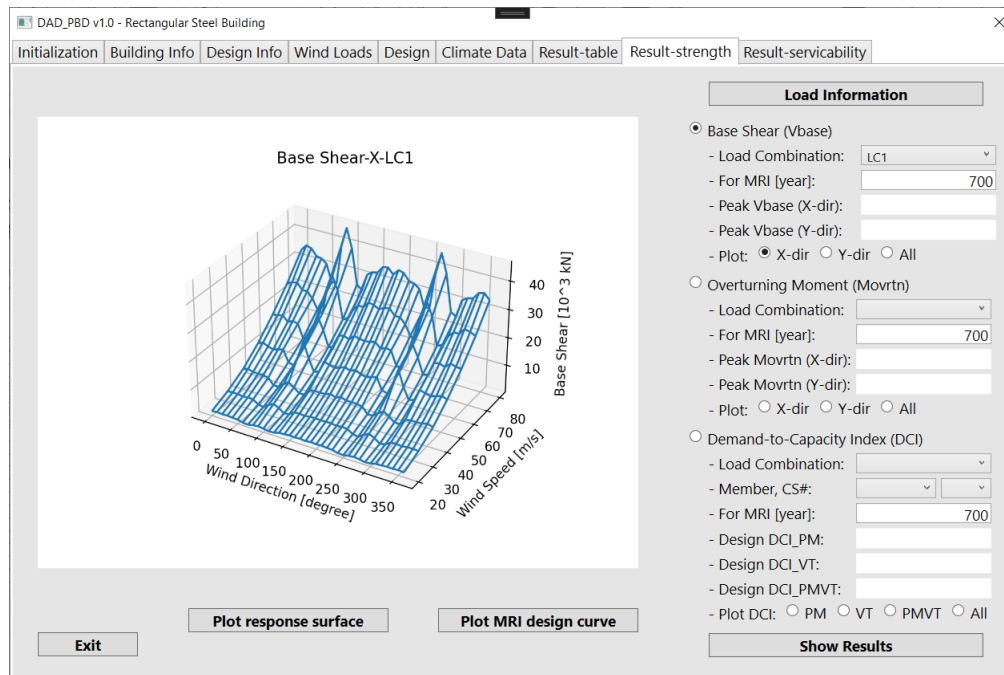 DAD_PBD v1.0 - Rectangular Steel Building
Initialization Building Info Design Info Wind Loads Design Climate Data Result-table Result-strength Result-servicability
Load Information
Base Shear (Vbase)
- Load Combination: LC1
- For MRI [year]: 700
- Peak Vbase (X-dir):
- Peak Vbase (Y-dir):
- Plot: X-dir Y-dir All
Overturning Moment (Movrtn)
- Load Combination:
- For MRI [year]: 700
- Peak Movrtn (X-dir):
- Peak Movrtn (Y-dir):
- Plot: X-dir Y-dir All
Demand-to-Capacity Index (DCI)
- Load Combination:
- Member, CS#:
- For MRI [year]: 700
- Design DCI_PM:
- Design DCI_VT:
- Design DCI_PMVT:
- Plot DCI: PM VT PMVT All
Show Results
Base Shear-X-LC1
40
30
20
10
Base Shear [10^3 kN]
0 50 100 150 200 250 300 350
Wind Direction [degree]
20 30 40 50 60 70 80
Wind Speed [m/s]
Plot response surface
Plot MRI design curve
Exit